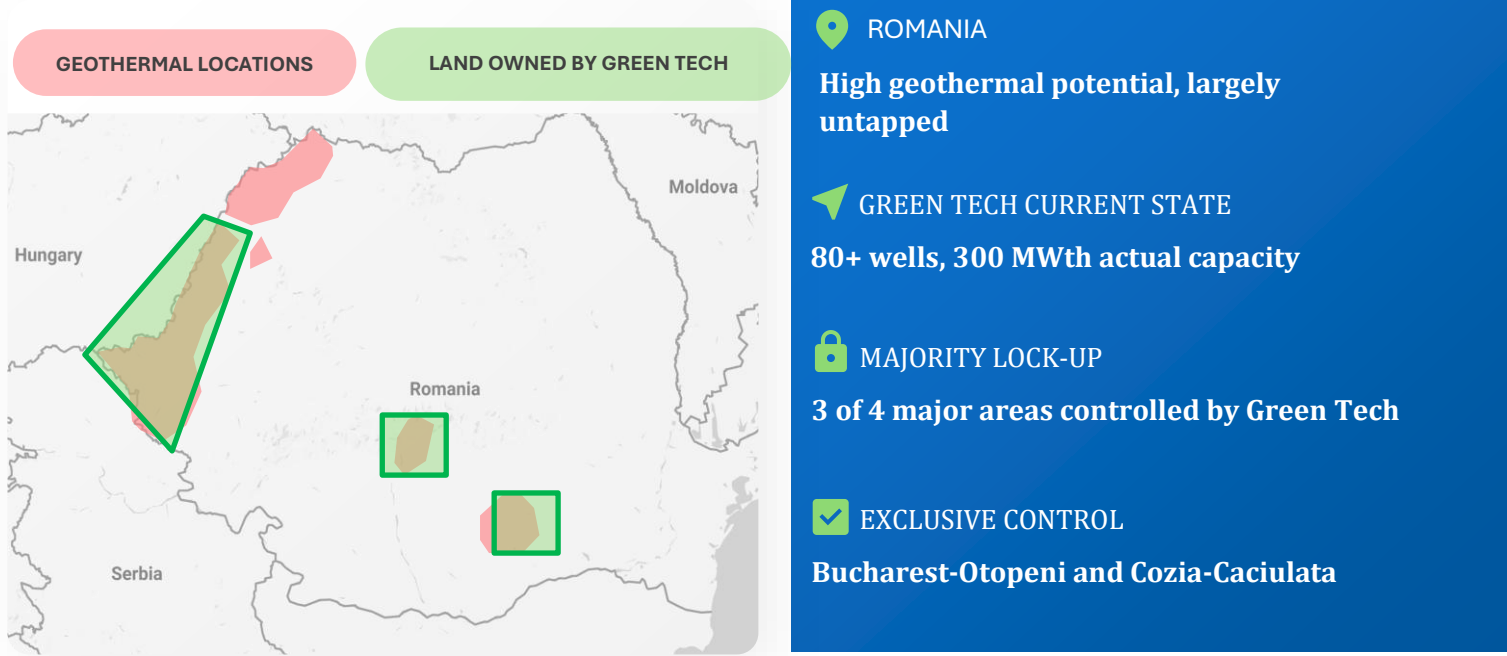 GEOTHERMAL LOCATIONS
LAND OWNED BY GREEN TECH
Moldova
Hungary
Romania
Serbia
ROMANIA
High geothermal potential, largely
untapped
GREEN TECH CURRENT STATE
80+ wells, 300 MWth actual capacity
MAJORITY LOCK-UP
3 of 4 major areas controlled by Green Tech
EXCLUSIVE CONTROL
Bucharest-Otopeni and Cozia-Caciulata